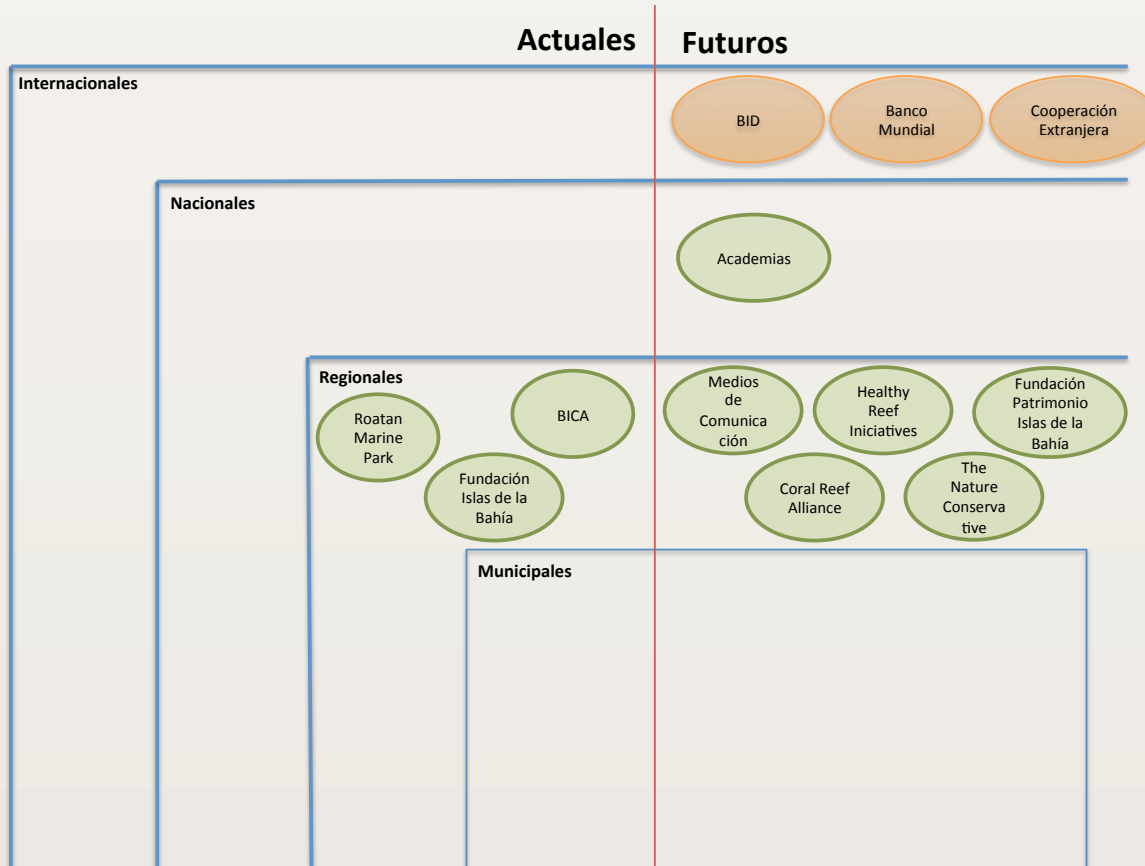 Actuales
Futuros
Internacionales
BID
Banco
Mundial
Cooperación
Extranjera
Nacionales
Academias
Regionales
Roatan
Marine
Park
BICA
Fundación
Islas de la
Bahía
Medios
de
Comunica
ción
Healthy
Reef
Iniciatives
Fundación
Patrimonio
Islas de la
Bahía
Coral Reef
Alliance
The
Nature
Conserva
tive
Municipales